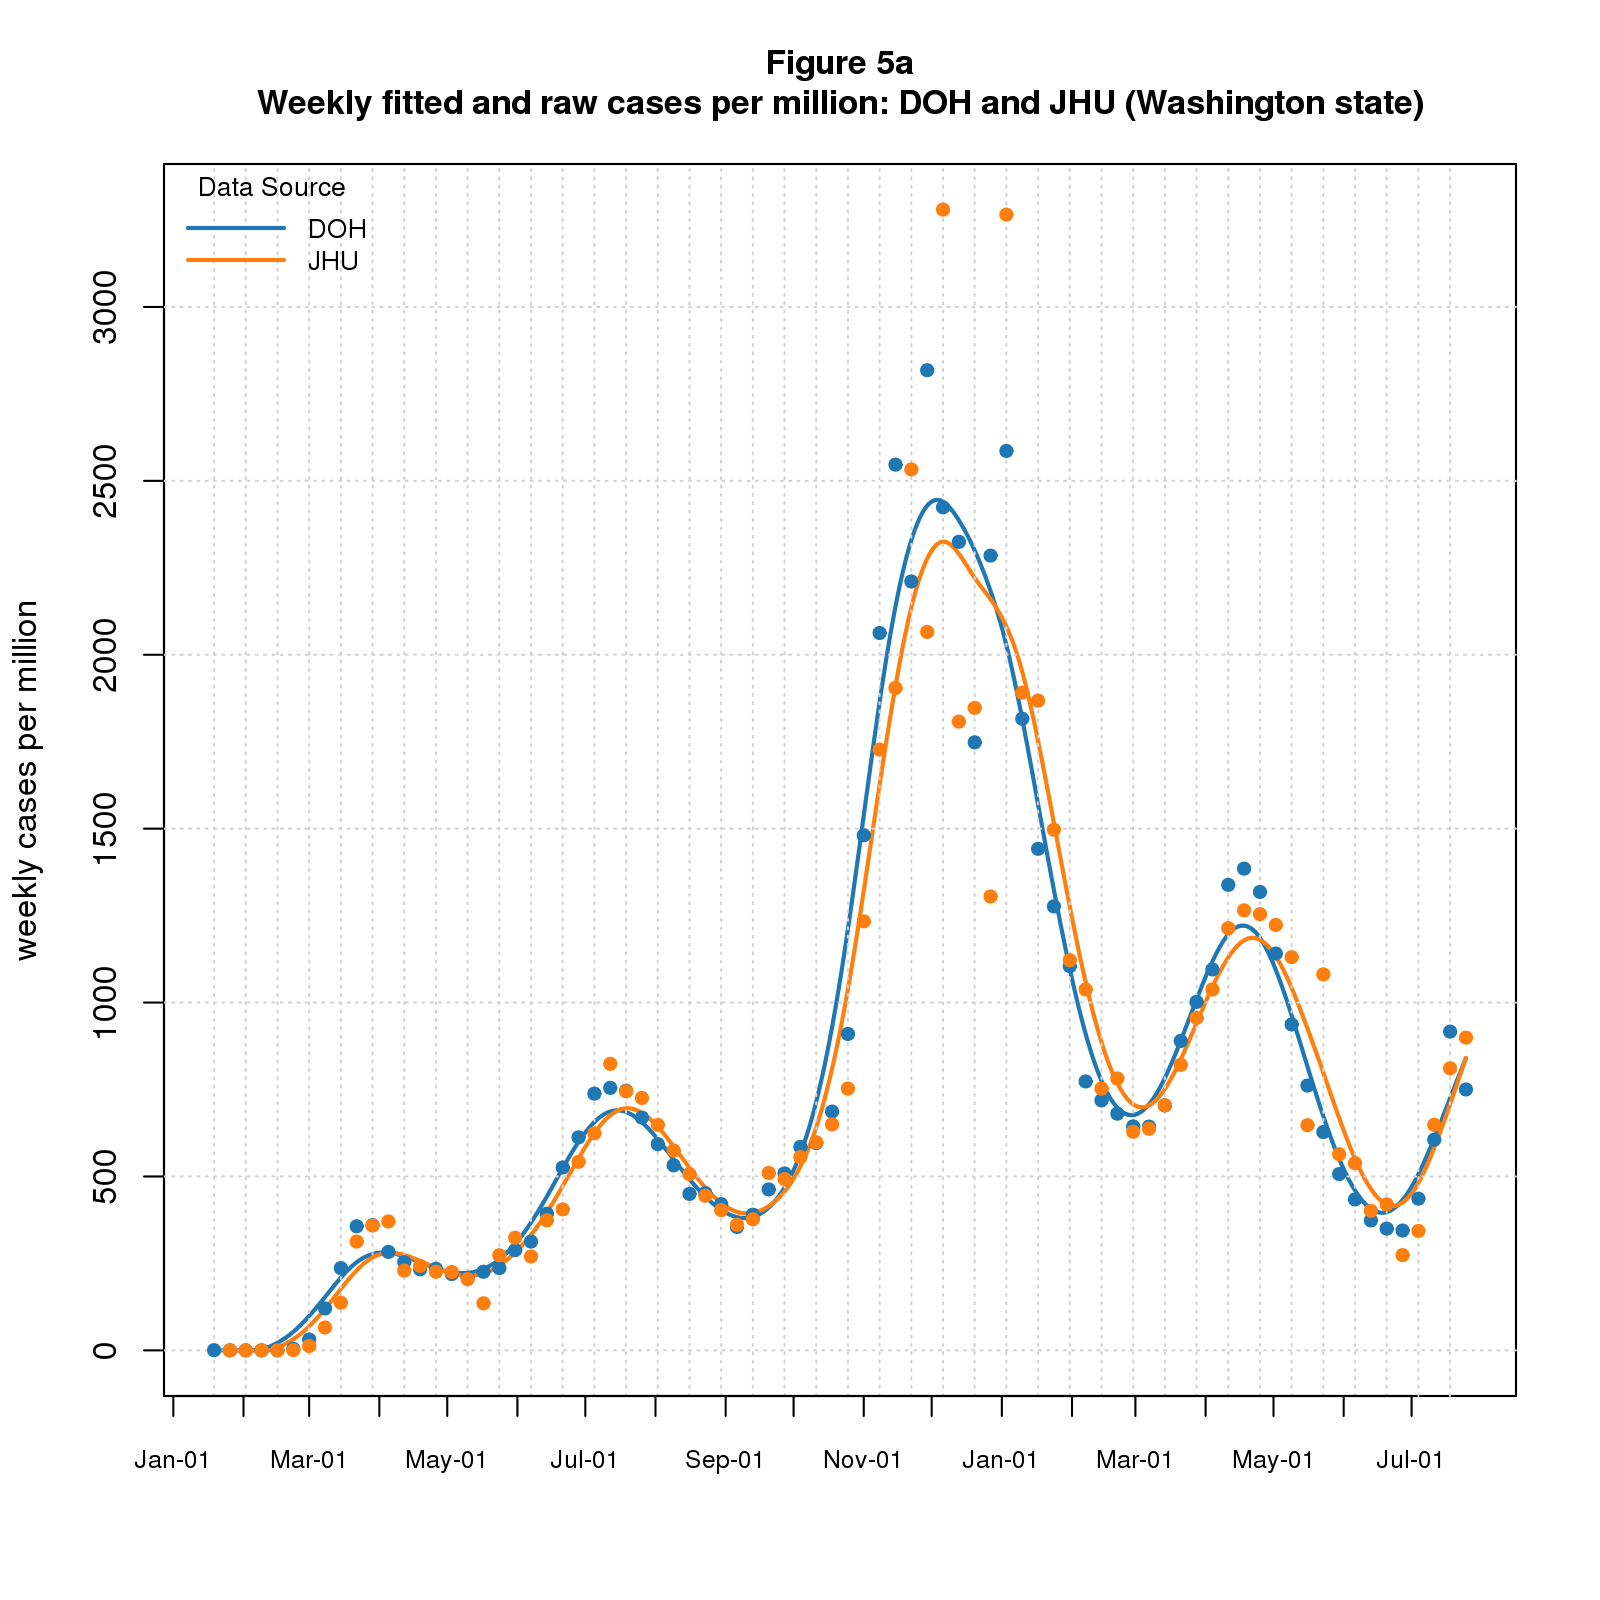 Figure 5a
Weekly fitted and raw cases per million: DOH and JHU (Washington state)
Data Source
DOH
JHU
weekly cases per million
3000
2500
2000
1500
1000
500
0
Jan-01 Mar-01 May-01 Jul-01 Sep-01 Nov-01 Jan-01 Mar-01 May-01 Jul-01